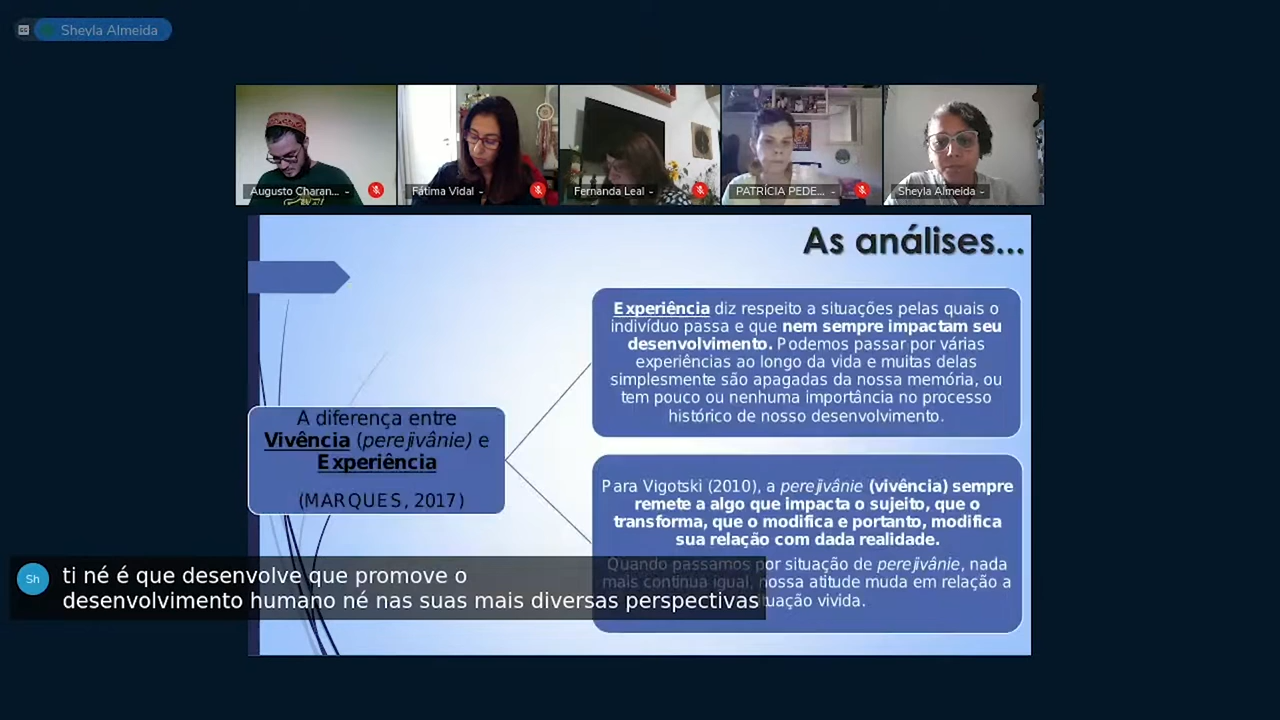 Sheyla Almeida
Augusto Charan...
Fátima Vidal
Fernanda Leal
PATRÍCIA PEDE...
Sheyla Almeida
As análises...
A diferença entre
Vivência (perejivânie) e
Experiência
(MARQUES, 2017)
Experiência diz respeito a situações pelas quais o
indivíduo passa e que nem sempre impactam seu
desenvolvimento. Podemos passar por várias
experiências ao longo da vida e muitas delas
simplesmente são apagadas da nossa memória, ou
tem pouco ou nenhuma importância no processo
histórico de nosso desenvolvimento.
Para Vigotski (2010), a perejivânie (vivência) sempre
remete a algo que impacta o sujeito, que o
transforma, que o modifica e portanto, modifica
sua relação com dada realidade.
Quando passamos por situação de perejivânie, nada
mais continua igual, nossa atitude muda em relação a
tuação vivida.
Sh
ti né é que desenvolve que promove o
desenvolvimento humano né nas suas mais diversas perspectivas